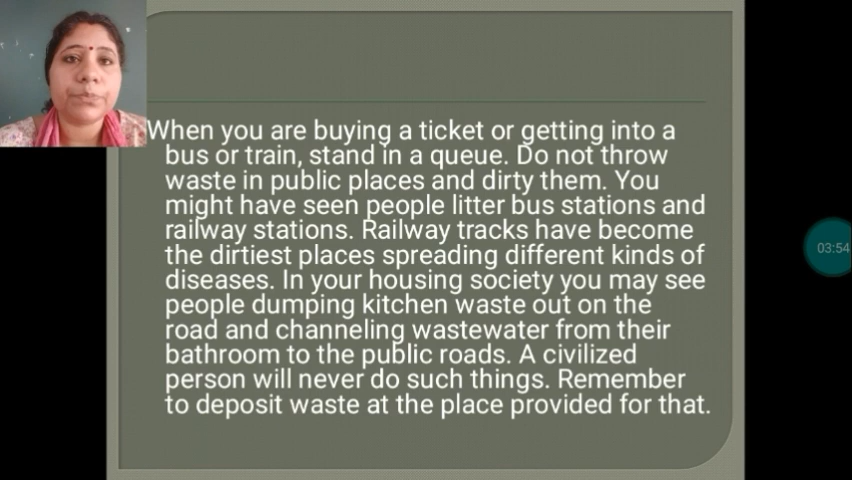 When you are buying a ticket or getting into a
bus or train, stand in a queue. Do not throw
waste in public places and dirty them. You
might have seen people litter bus stations and
railway stations. Railway tracks have become
the dirtiest places spreading different kinds of
diseases. In your housing society you may see
people dumping kitchen waste out on the
road and channeling wastewater from their
bathroom to the public roads. A civilized
person will never do such things. Remember
to deposit waste at the place provided for that.
03:54